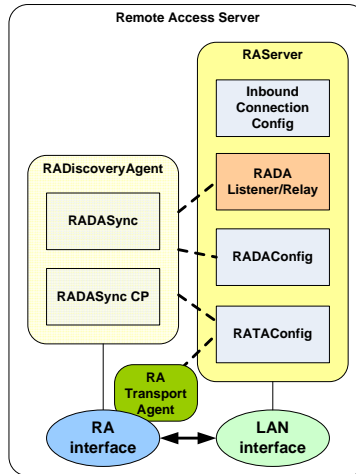 Remote Access Server
RAServer
Inbound
Connection
Config
RADiscoveryAgent
RADA
Listener/Relay
RADASync
RADAConfig
RADASync CP
RATAConfig
RA
Transport
Agent
RA
interface
LAN
interface